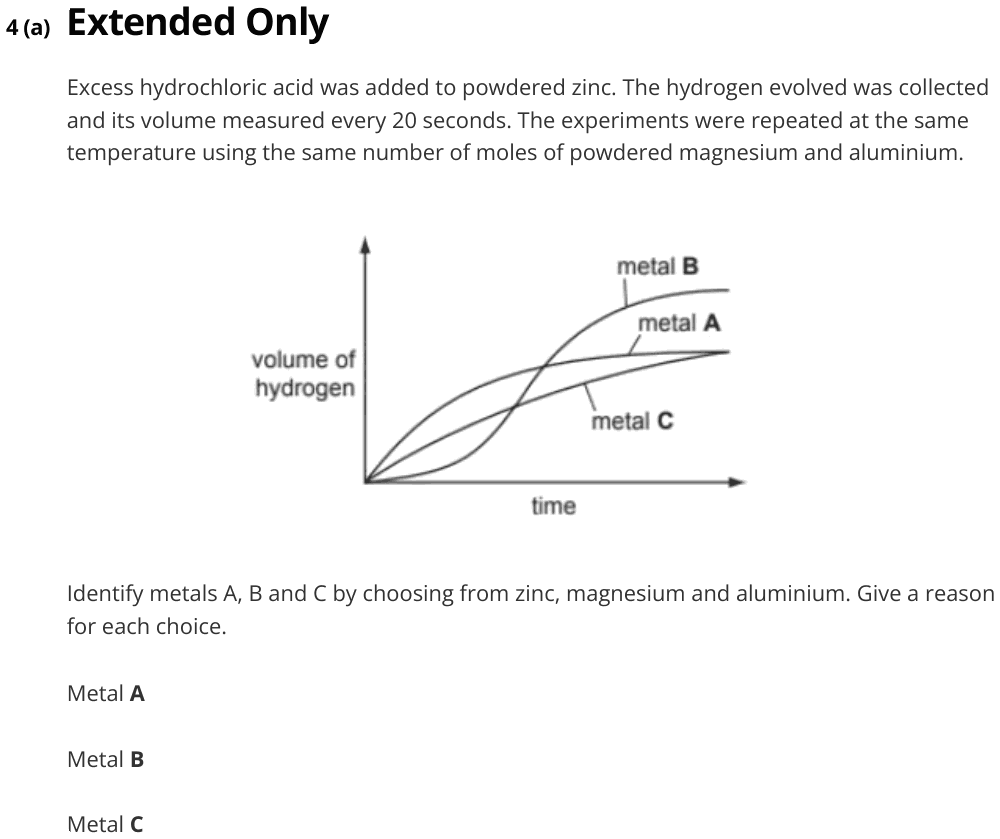 4 (a) Extended Only
Excess hydrochloric acid was added to powdered zinc. The hydrogen evolved was collected
and its volume measured every 20 seconds. The experiments were repeated at the same
temperature using the same number of moles of powdered magnesium and aluminium.
metal B
metal A
volume of
hydrogen
metal C
time
Identify metals A, B and C by choosing from zinc, magnesium and aluminium. Give a reason
for each choice.
Metal A
Metal B
Metal C